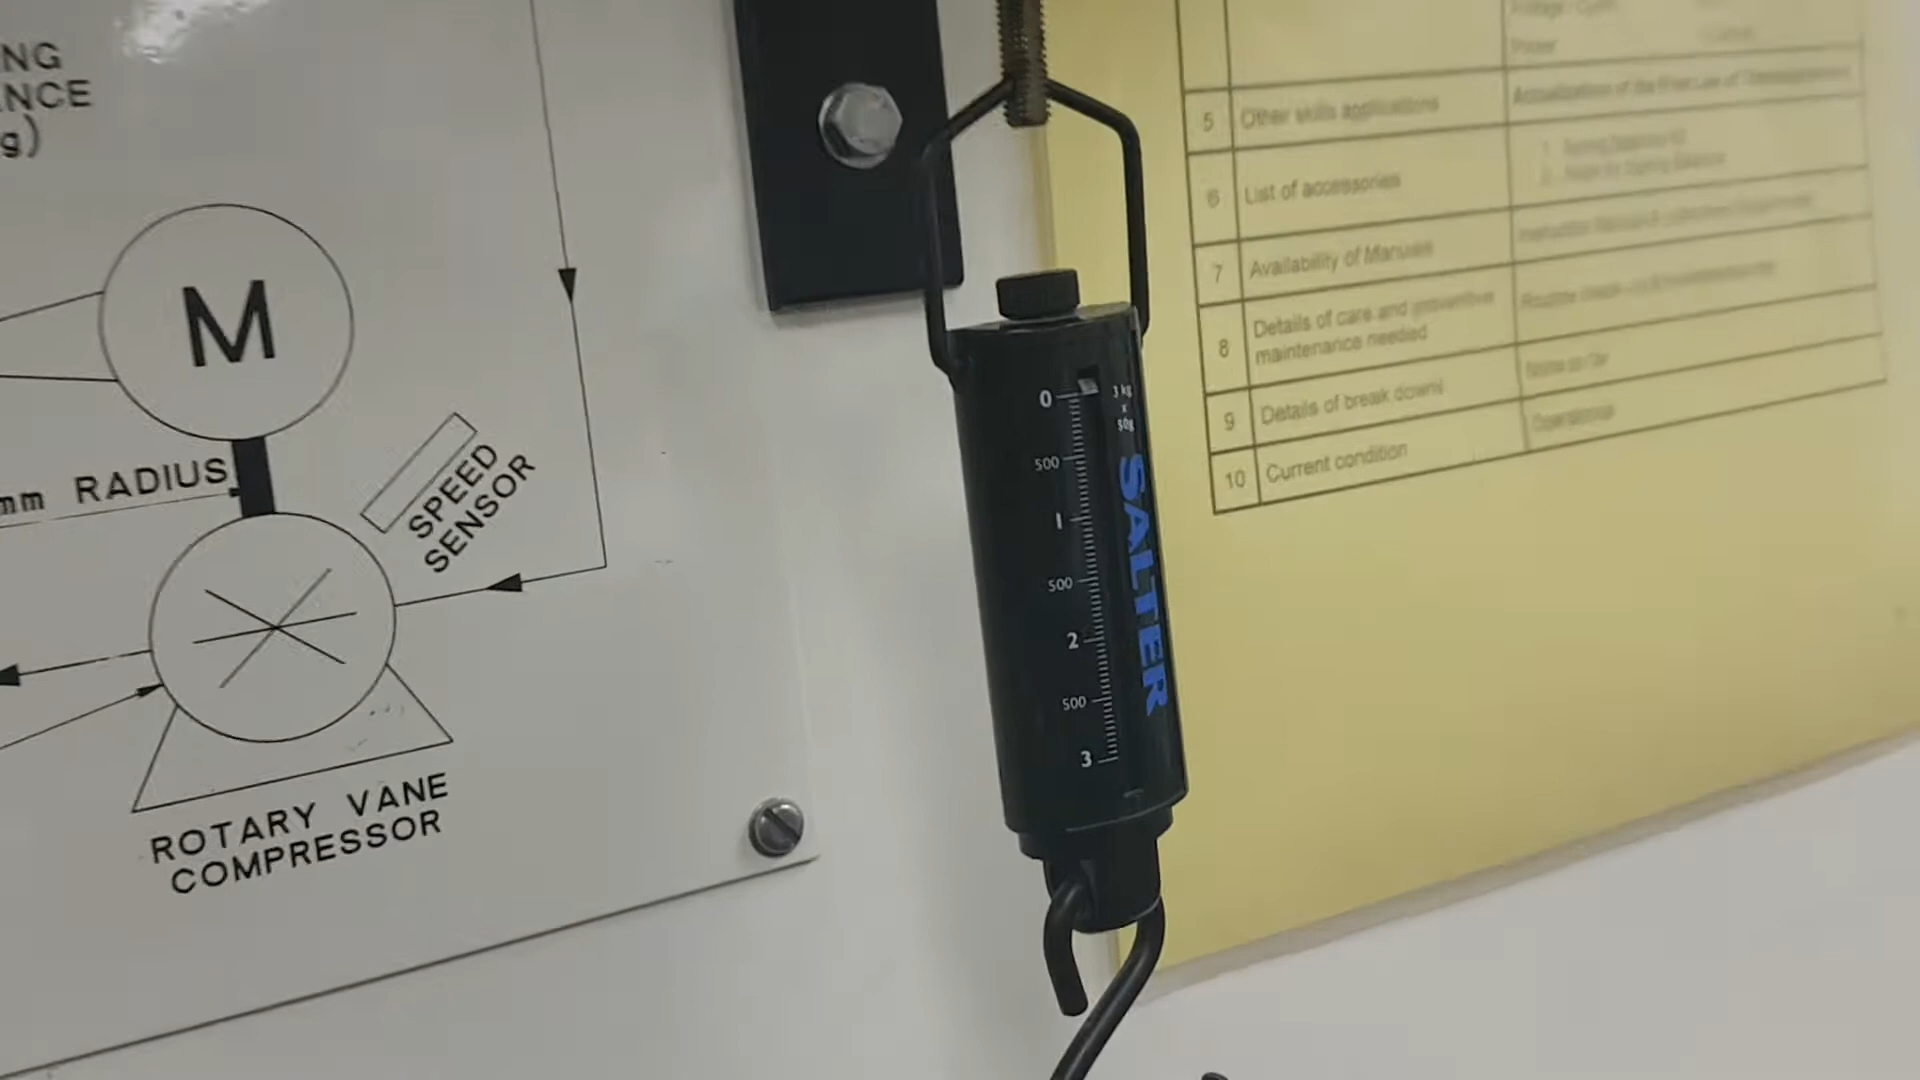 NG
NCE
g)
M
mm RADIUS
SPEED
SENSOR
ROTARY VANE
COMPRESSOR
0
3 kg
x
50g
500
1
500
2
500
3
SALTER
5 Other skills applications
6 List of accessories
7 Availability of Manuals
8 Details of care and preventive
maintenance needed
9 Details of break downs
10 Current condition
Operational